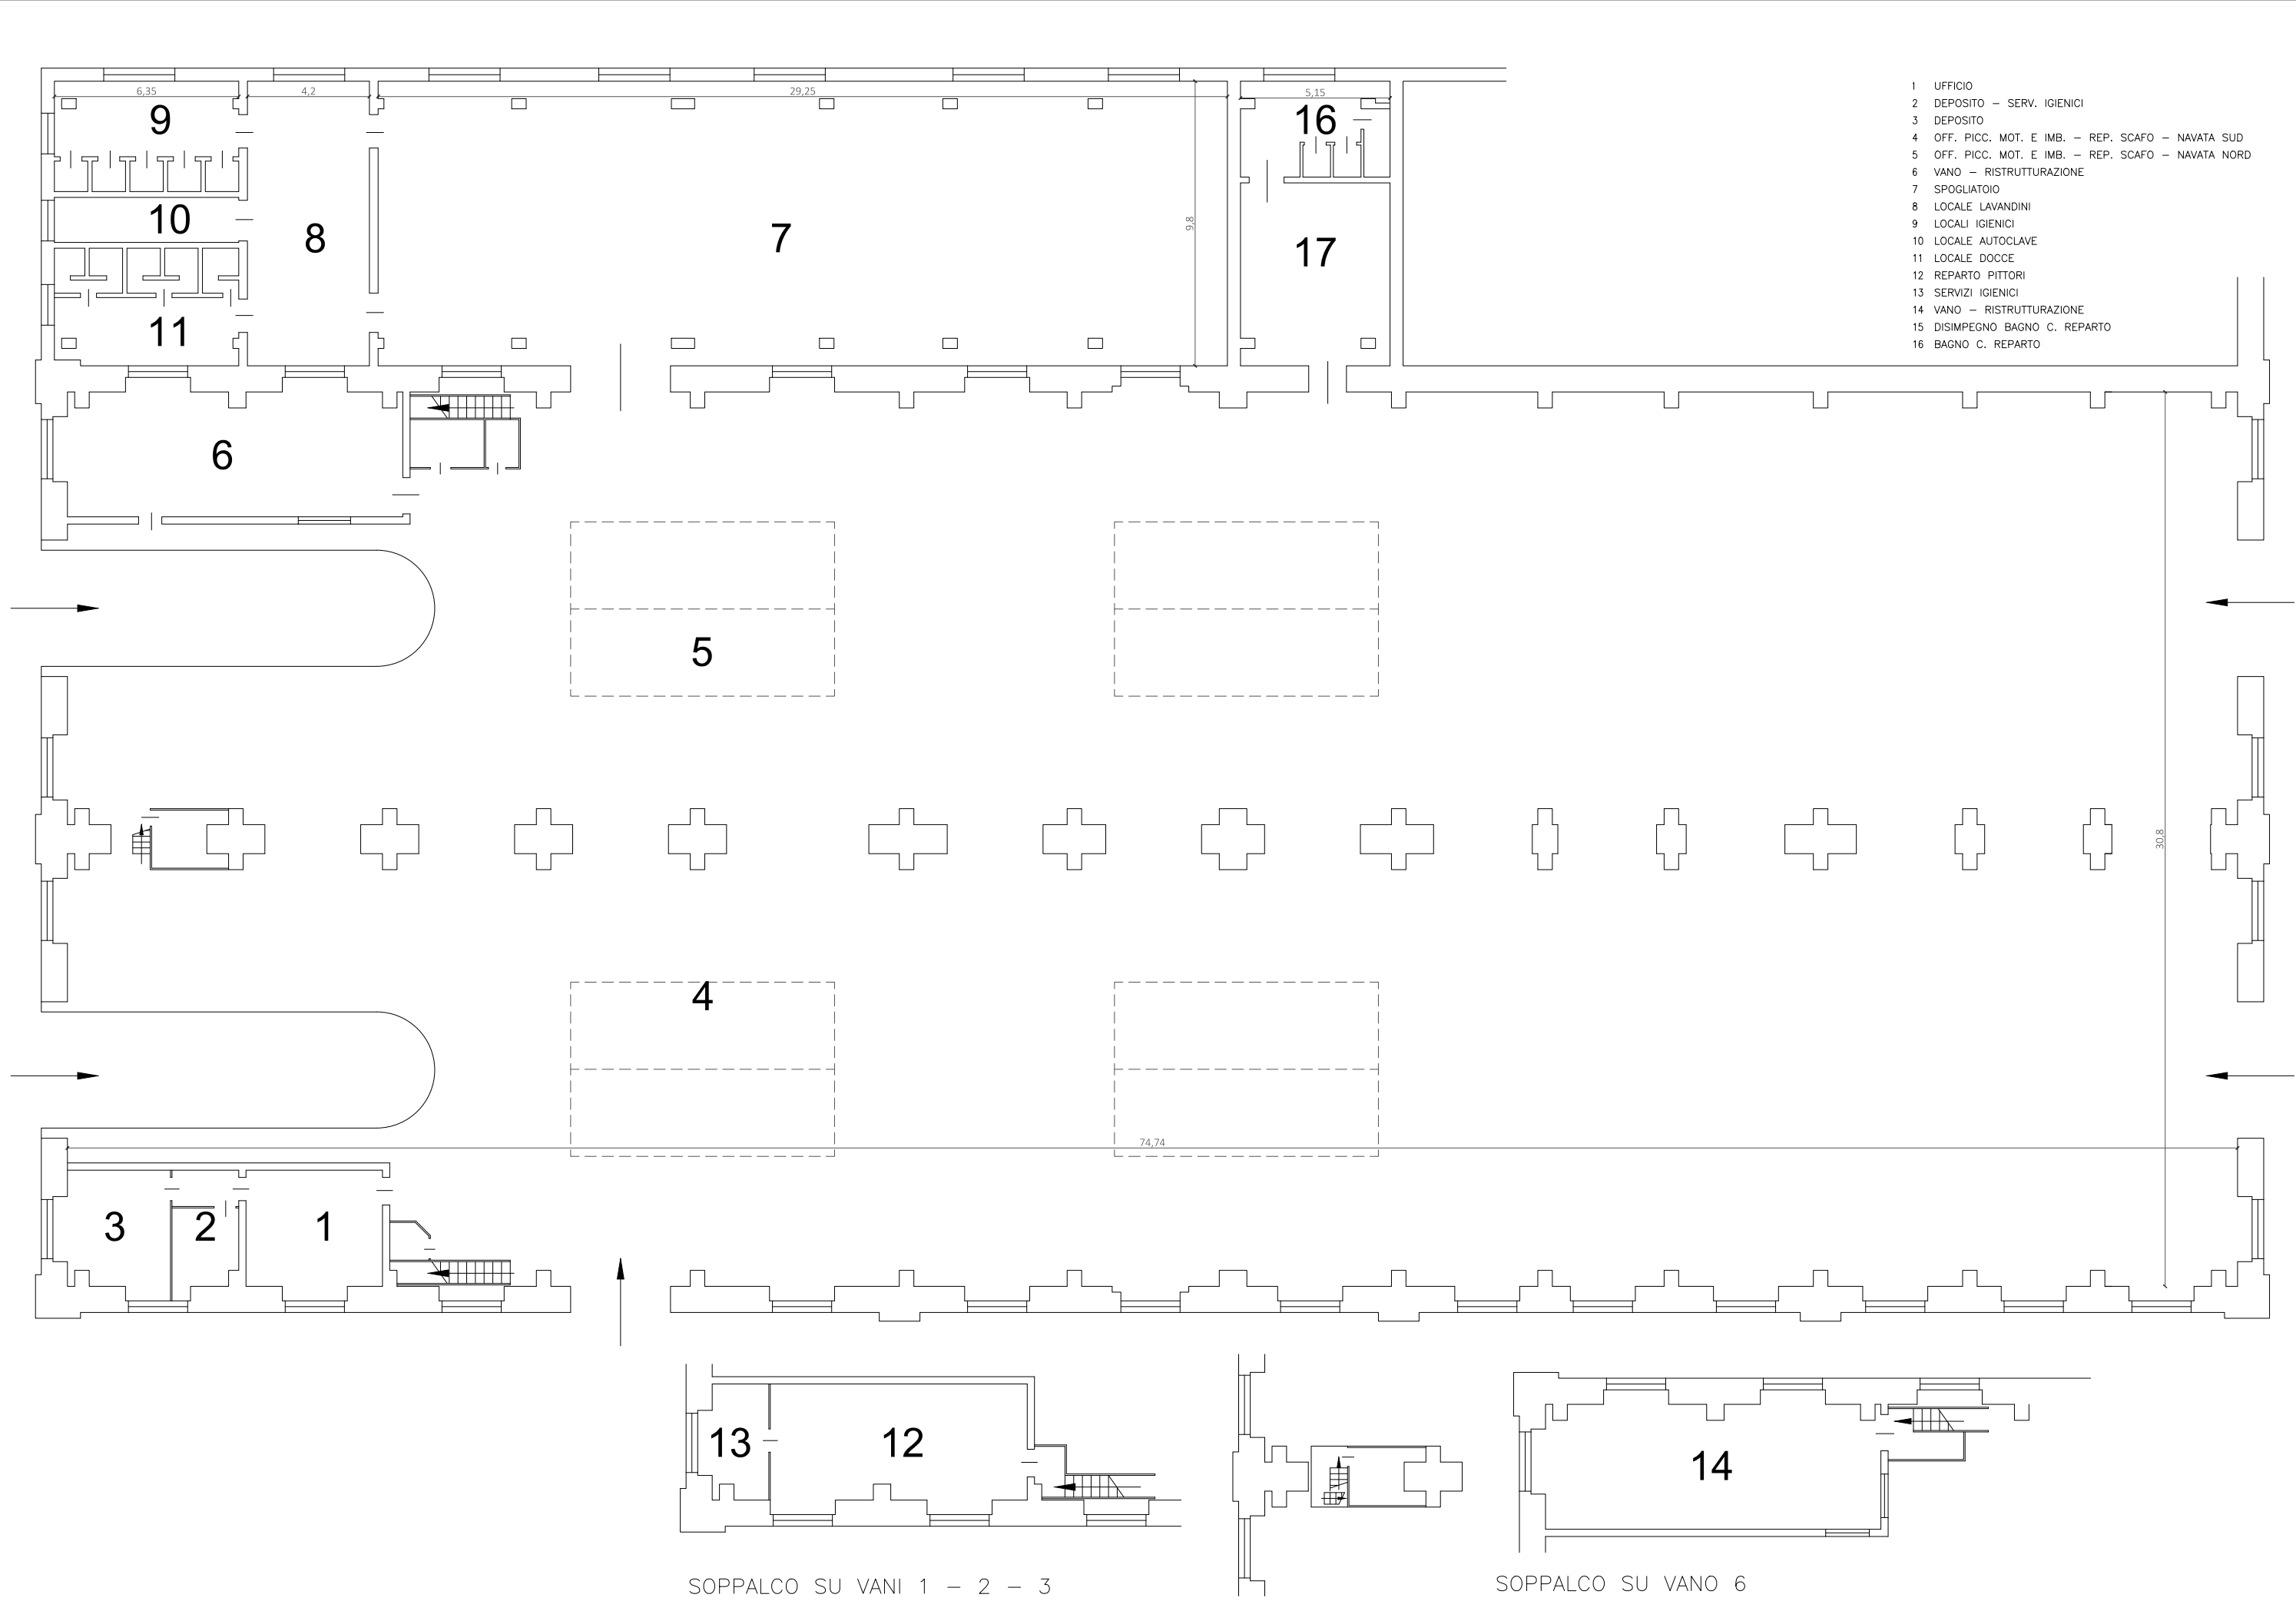 1 UFFICIO
2 DEPOSITO – SERV. IGIENICI
3 DEPOSITO
4 OFF. PICC. MOT. E IMB. – REP. SCAFO – NAVATA SUD
5 OFF. PICC. MOT. E IMB. – REP. SCAFO – NAVATA NORD
6 VANO – RISTRUTTURAZIONE
7 SPOGLIATOIO
8 LOCALE LAVANDINI
9 LOCALI IGIENICI
10 LOCALE AUTOCLAVE
11 LOCALE DOCCE
12 REPARTO PITTORI
13 SERVIZI IGIENICI
14 VANO – RISTRUTTURAZIONE
15 DISIMPEGNO BAGNO C. REPARTO
16 BAGNO C. REPARTO
6,35 4,2 29,25 5,15
9 16
10 8 7 9,8 17
11
6
5
30,8
4
74,74
3 2 1
13 12 14
SOPPALCO SU VANI 1 – 2 – 3
SOPPALCO SU VANO 6